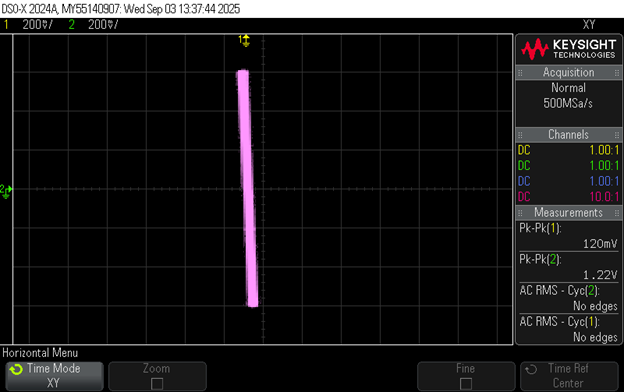 DSO-X 2024A, MY55140907: Wed Sep 03 13:37:44 2025
1 200mV/ 2 200mV/ XY
1
2
KEYSIGHT
TECHNOLOGIES
Acquisition
Normal
500MSa/s
Channels
DC 1.00:1
DC 1.00:1
DC 1.00:1
DC 10.0:1
Measurements
Pk-Pk(1):
120mV
Pk-Pk(2):
1.22V
AC RMS - Cyc(2):
No edges
AC RMS - Cyc(1):
No edges
Horizontal Menu
Time Mode
XY
Zoom
Fine
Time Ref
Center